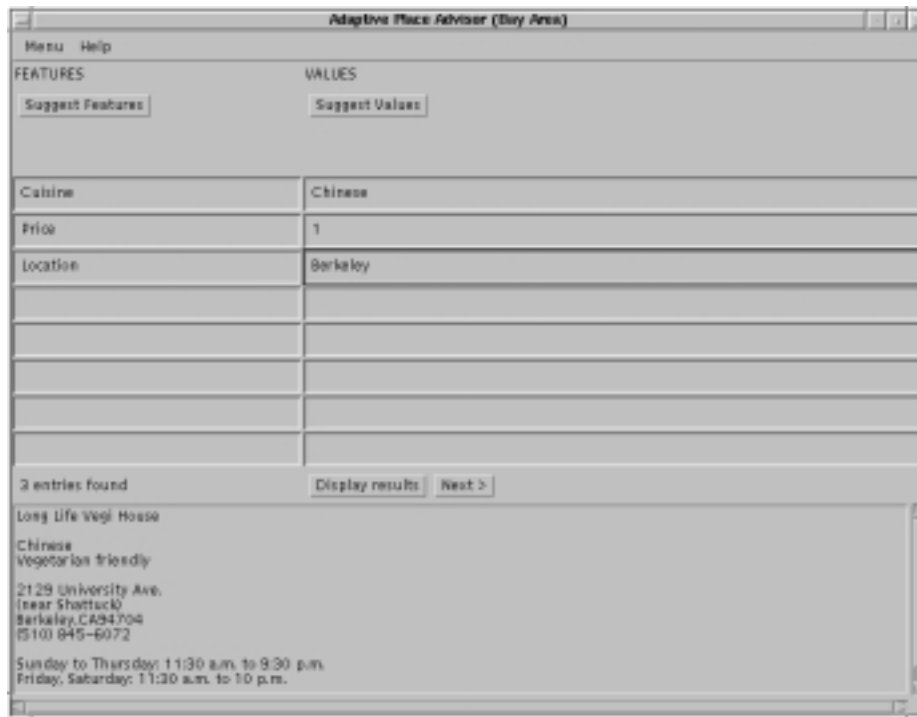 Adaptive Place Advisor (Bay Area)
Menu Help
FEATURES VALUES
Suggest Features Suggest Values
Cuisine Chinese
Price 1
Location Berkeley
3 entries found Display results Next >
Long Life Vegi House
Chinese
Vegetarian friendly
2129 University Ave.
(near Shattuck)
Berkeley,CA94704
(510) 845-6072
Sunday to Thursday: 11:30 a.m. to 9:30 p.m.
Friday, Saturday: 11:30 a.m. to 10 p.m.